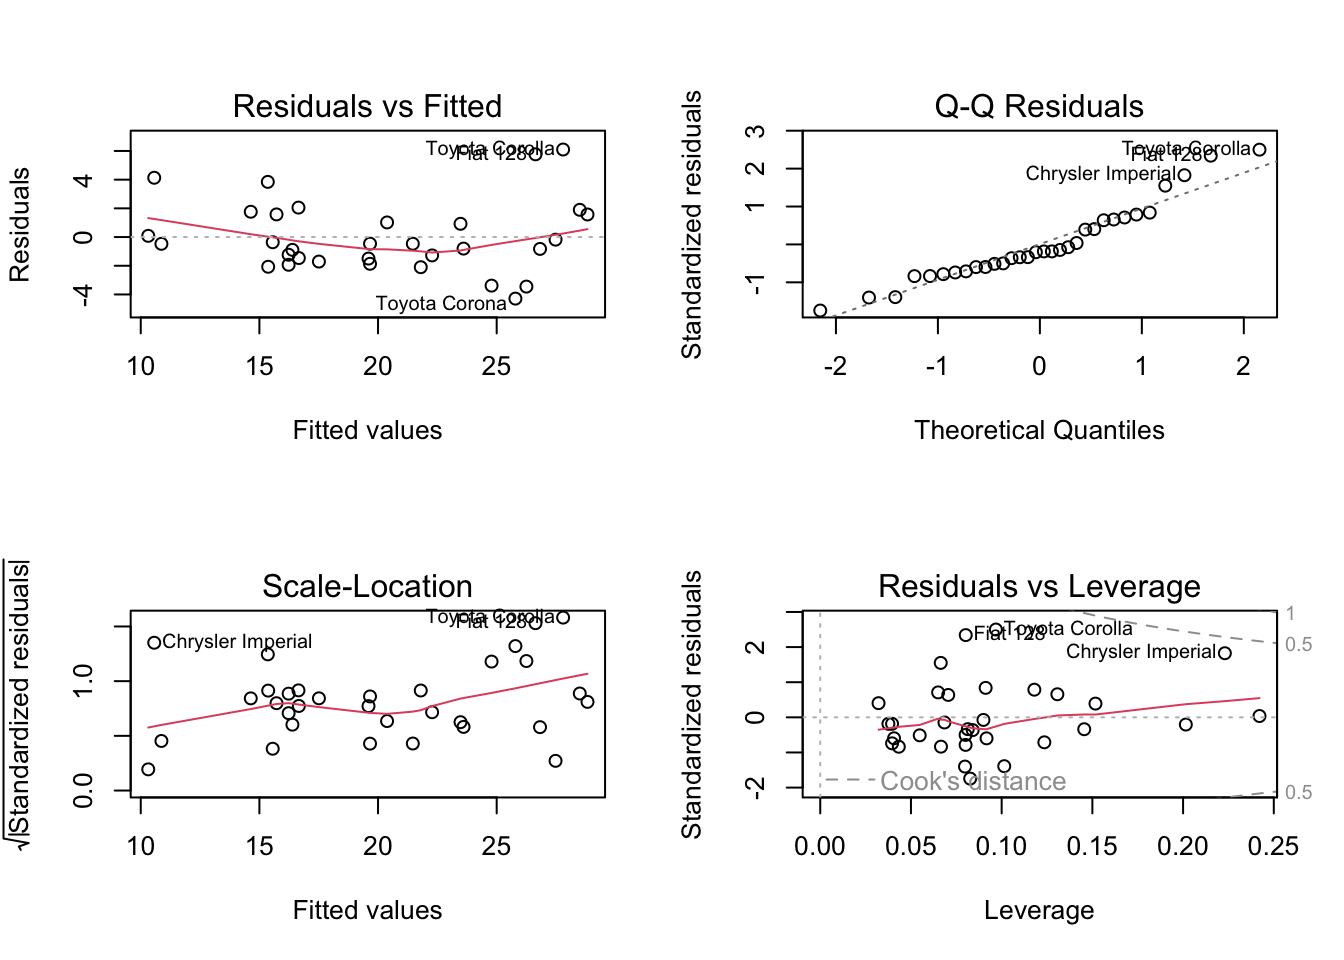 Residuals vs Fitted
Residuals
4
0
-4
Toyota Corolla
Fiat 128
Toyota Corona
10 15 20 25
Fitted values
Q-Q Residuals
Standardized residuals
3
2
1
-1
Toyota Corolla
Fiat 128
Chrysler Imperial
-2 -1 0 1 2
Theoretical Quantiles
Scale-Location
√|Standardized residuals|
1.0
0.0
Toyota Corolla
Fiat 128
Chrysler Imperial
10 15 20 25
Fitted values
Residuals vs Leverage
Standardized residuals
2
0
-2
Fiat 128
Toyota Corolla
Chrysler Imperial
1
0.5
0.5
Cook's distance
0.00 0.05 0.10 0.15 0.20 0.25
Leverage